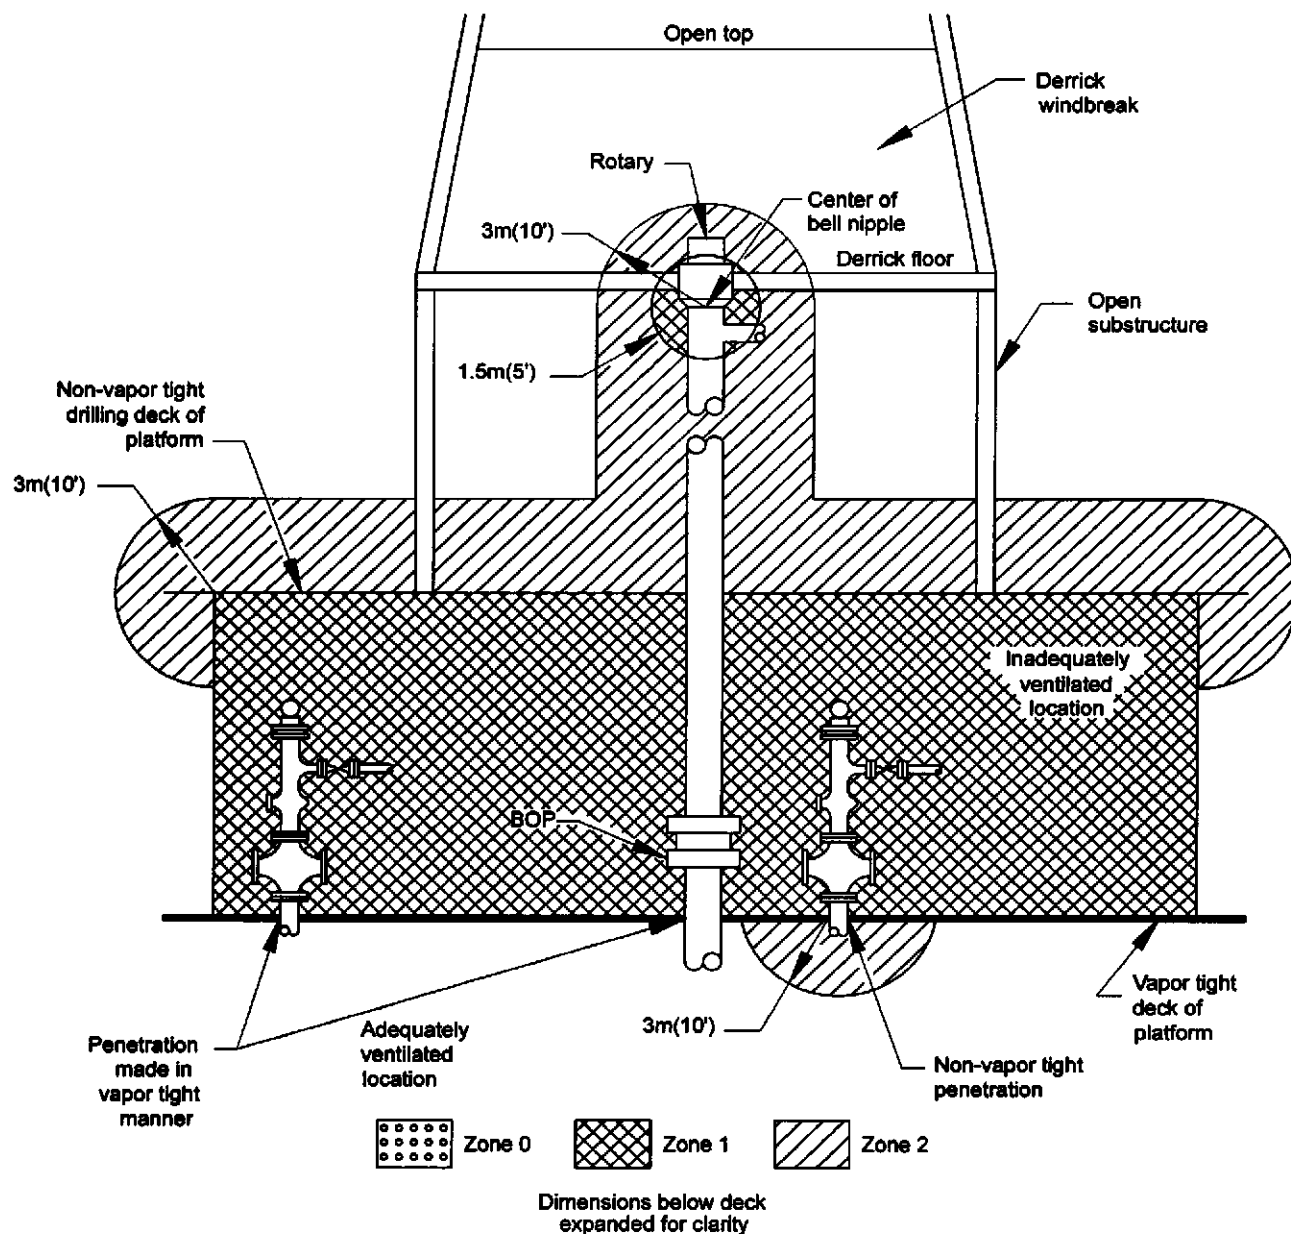 Open top
Derrick
windbreak
Rotary
Center of
bell nipple
3m(10')
Derrick floor
Open
substructure
1.5m(5')
Non-vapor tight
drilling deck of
platform
3m(10')
Inadequately
ventilated
location
BOP
Penetration
made in
vapor tight
manner
Adequately
ventilated
location
3m(10')
Vapor tight
deck of
platform
Non-vapor tight
penetration
Zone 0
Zone 1
Zone 2
Dimensions below deck
expanded for clarity